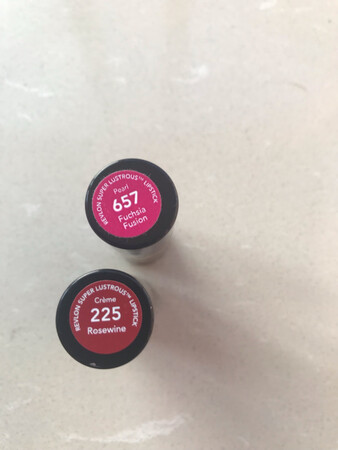 REVLON SUPER LUSTROUS™ LIPSTICK
Pearl
657
Fuchsia
Fusion
REVLON SUPER LUSTROUS™ LIPSTICK
Crème
225
Rosewine